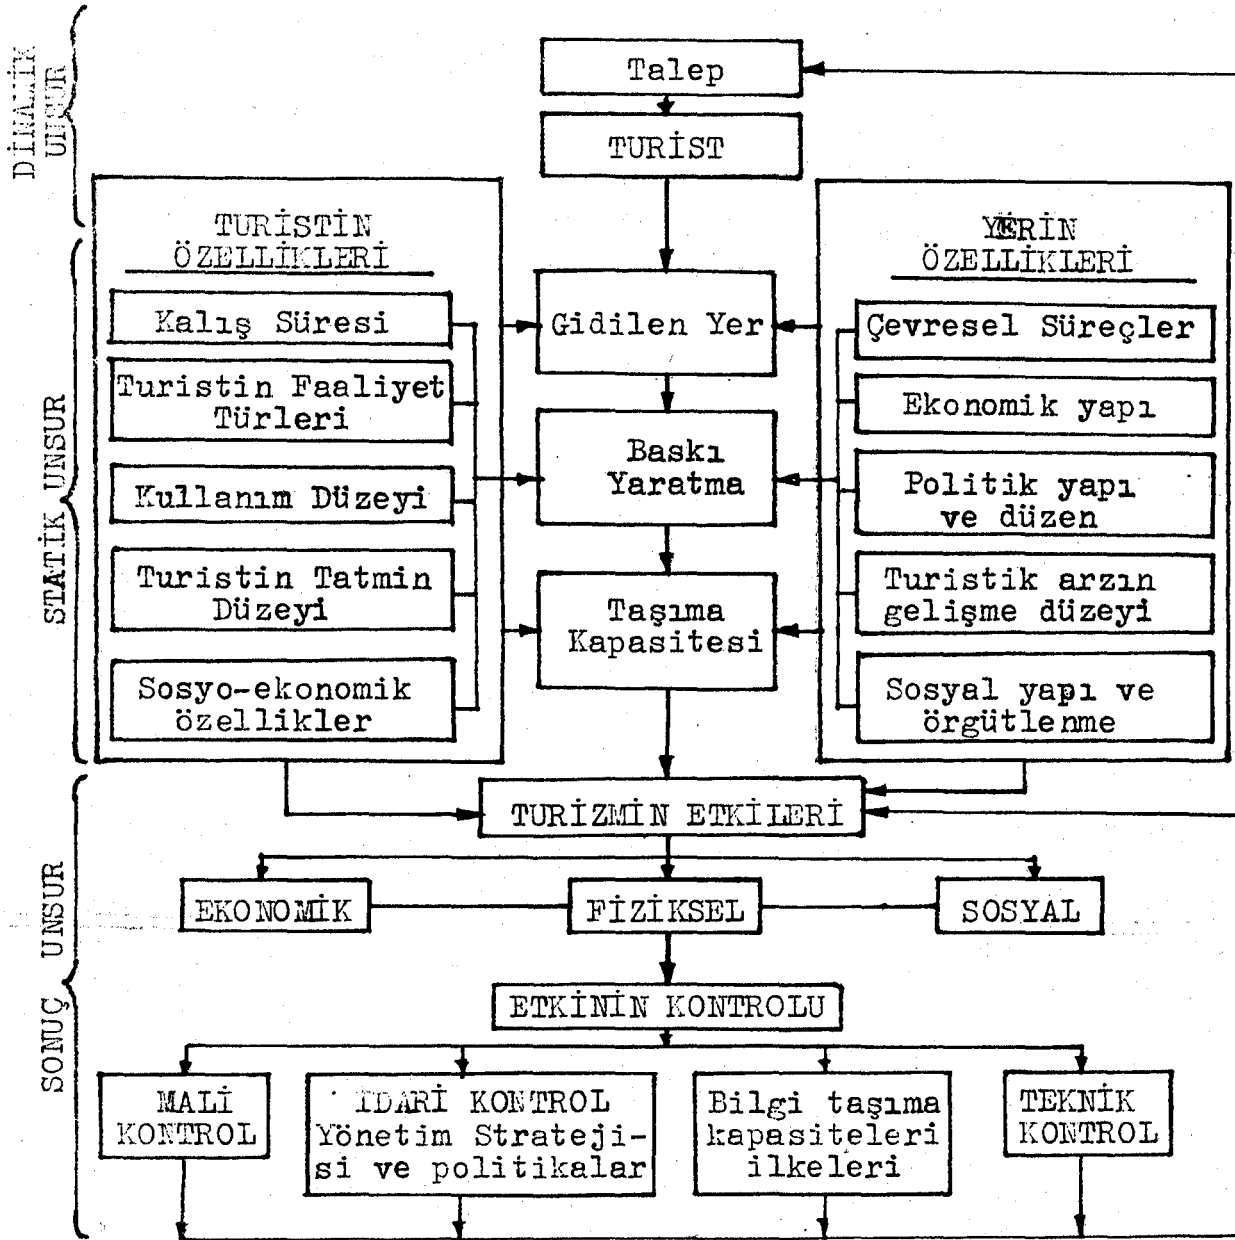 DİNAMİK
UNSUR
Talep
TURİST
STATİK UNSUR
TURİSTİN
ÖZELLİKLERİ
Kalış Süresi
Turistin Faaliyet
Türleri
Kullanım Düzeyi
Turistin Tatmin
Düzeyi
Sosyo-ekonomik
özellikler
Gidilen Yer
Baskı
Yaratma
Taşıma
Kapasitesi
YERİN
ÖZELLİKLERİ
Çevresel Süreçler
Ekonomik yapı
Politik yapı
ve düzen
Turistik arzın
gelişme düzeyi
Sosyal yapı ve
örgütlenme
SONUÇ UNSUR
TURİZMİN ETKİLERİ
EKONOMİK
FİZİKSEL
SOSYAL
ETKİNİN KONTROLU
MALİ
KONTROL
İDARİ KONTROL
Yönetim Strateji-
si ve politikalar
Bilgi taşıma
kapasiteleri
ilkeleri
TEKNİK
KONTROL